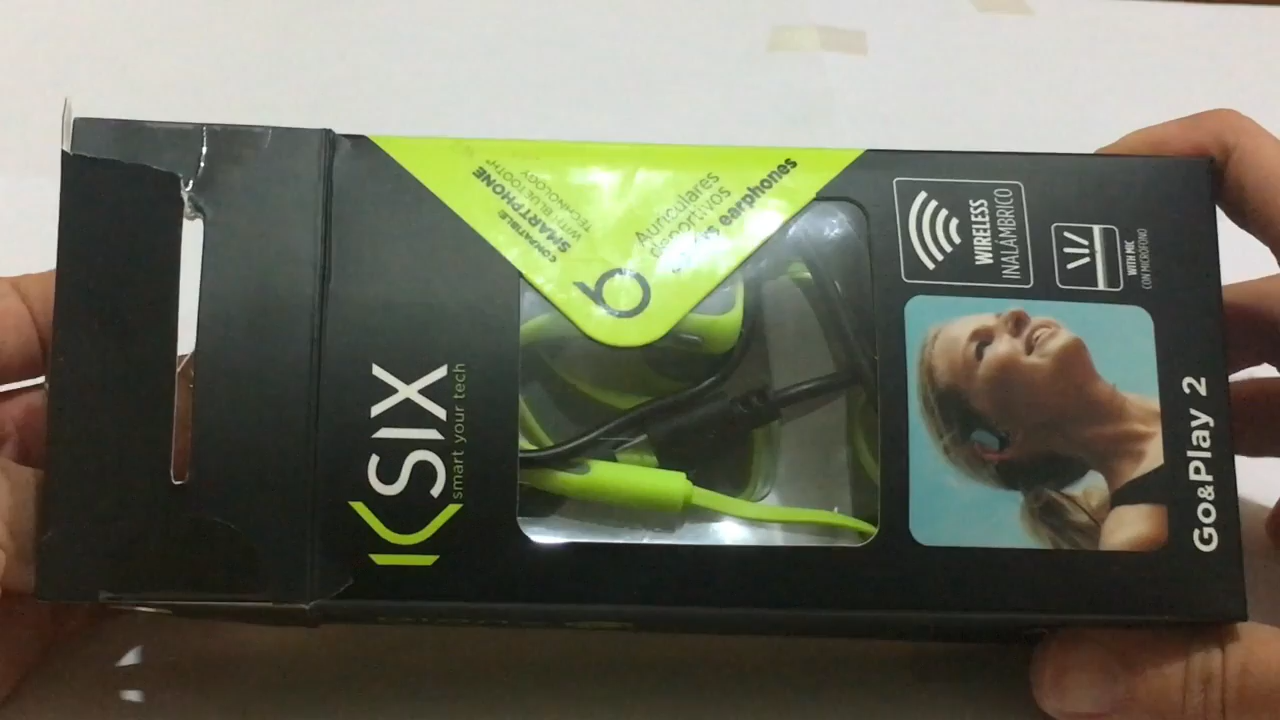 KSIX
smart your tech
COMPATIBLE:
SMARTPHONE
WITH BLUETOOTH®
TECHNOLOGY
Auriculares
deportivos
earphones
WIRELESS
INALÁMBRICO
WITH MIC
CON MICRÓFONO
Go&Play 2